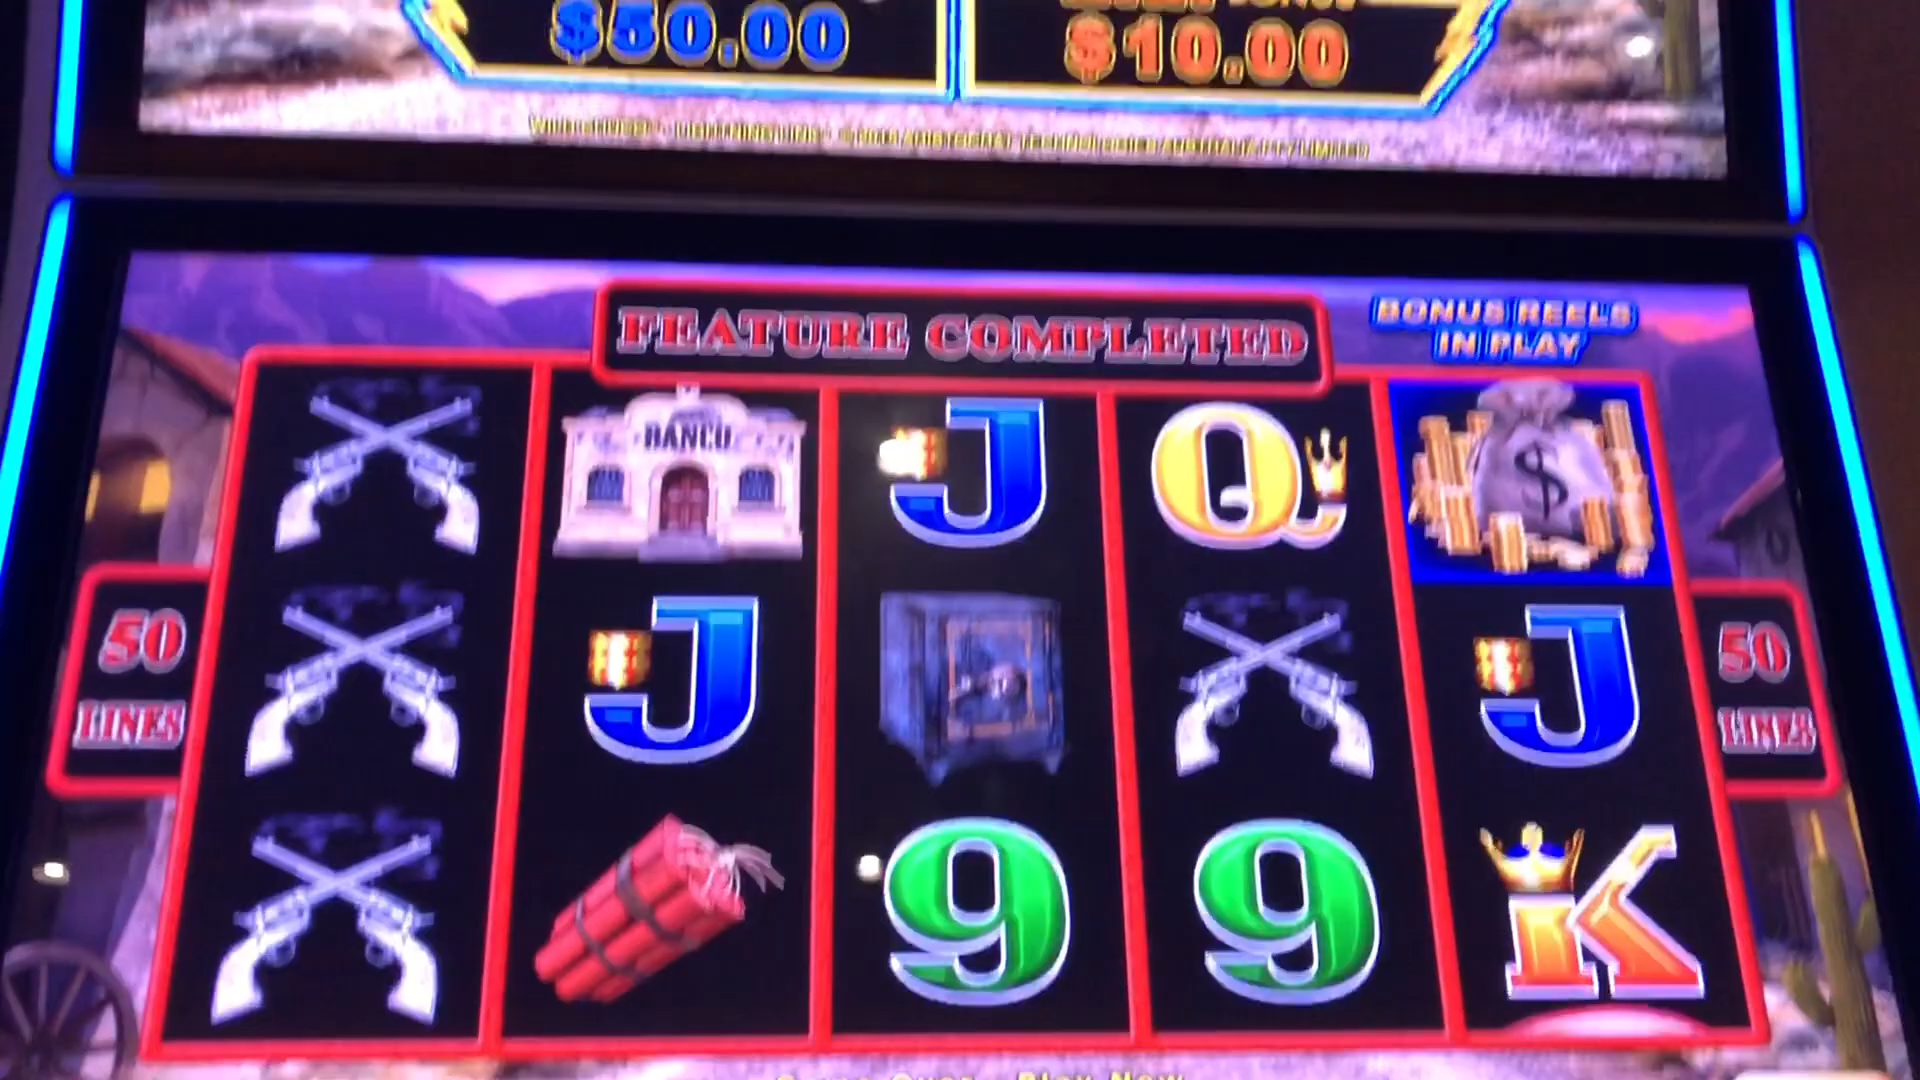 $50.00
$10.00
FEATURE COMPLETED
BONUS REELS
IN PLAY
BANCO
J
Q
$
50
LINES
J
J
50
LINES
9
9
K